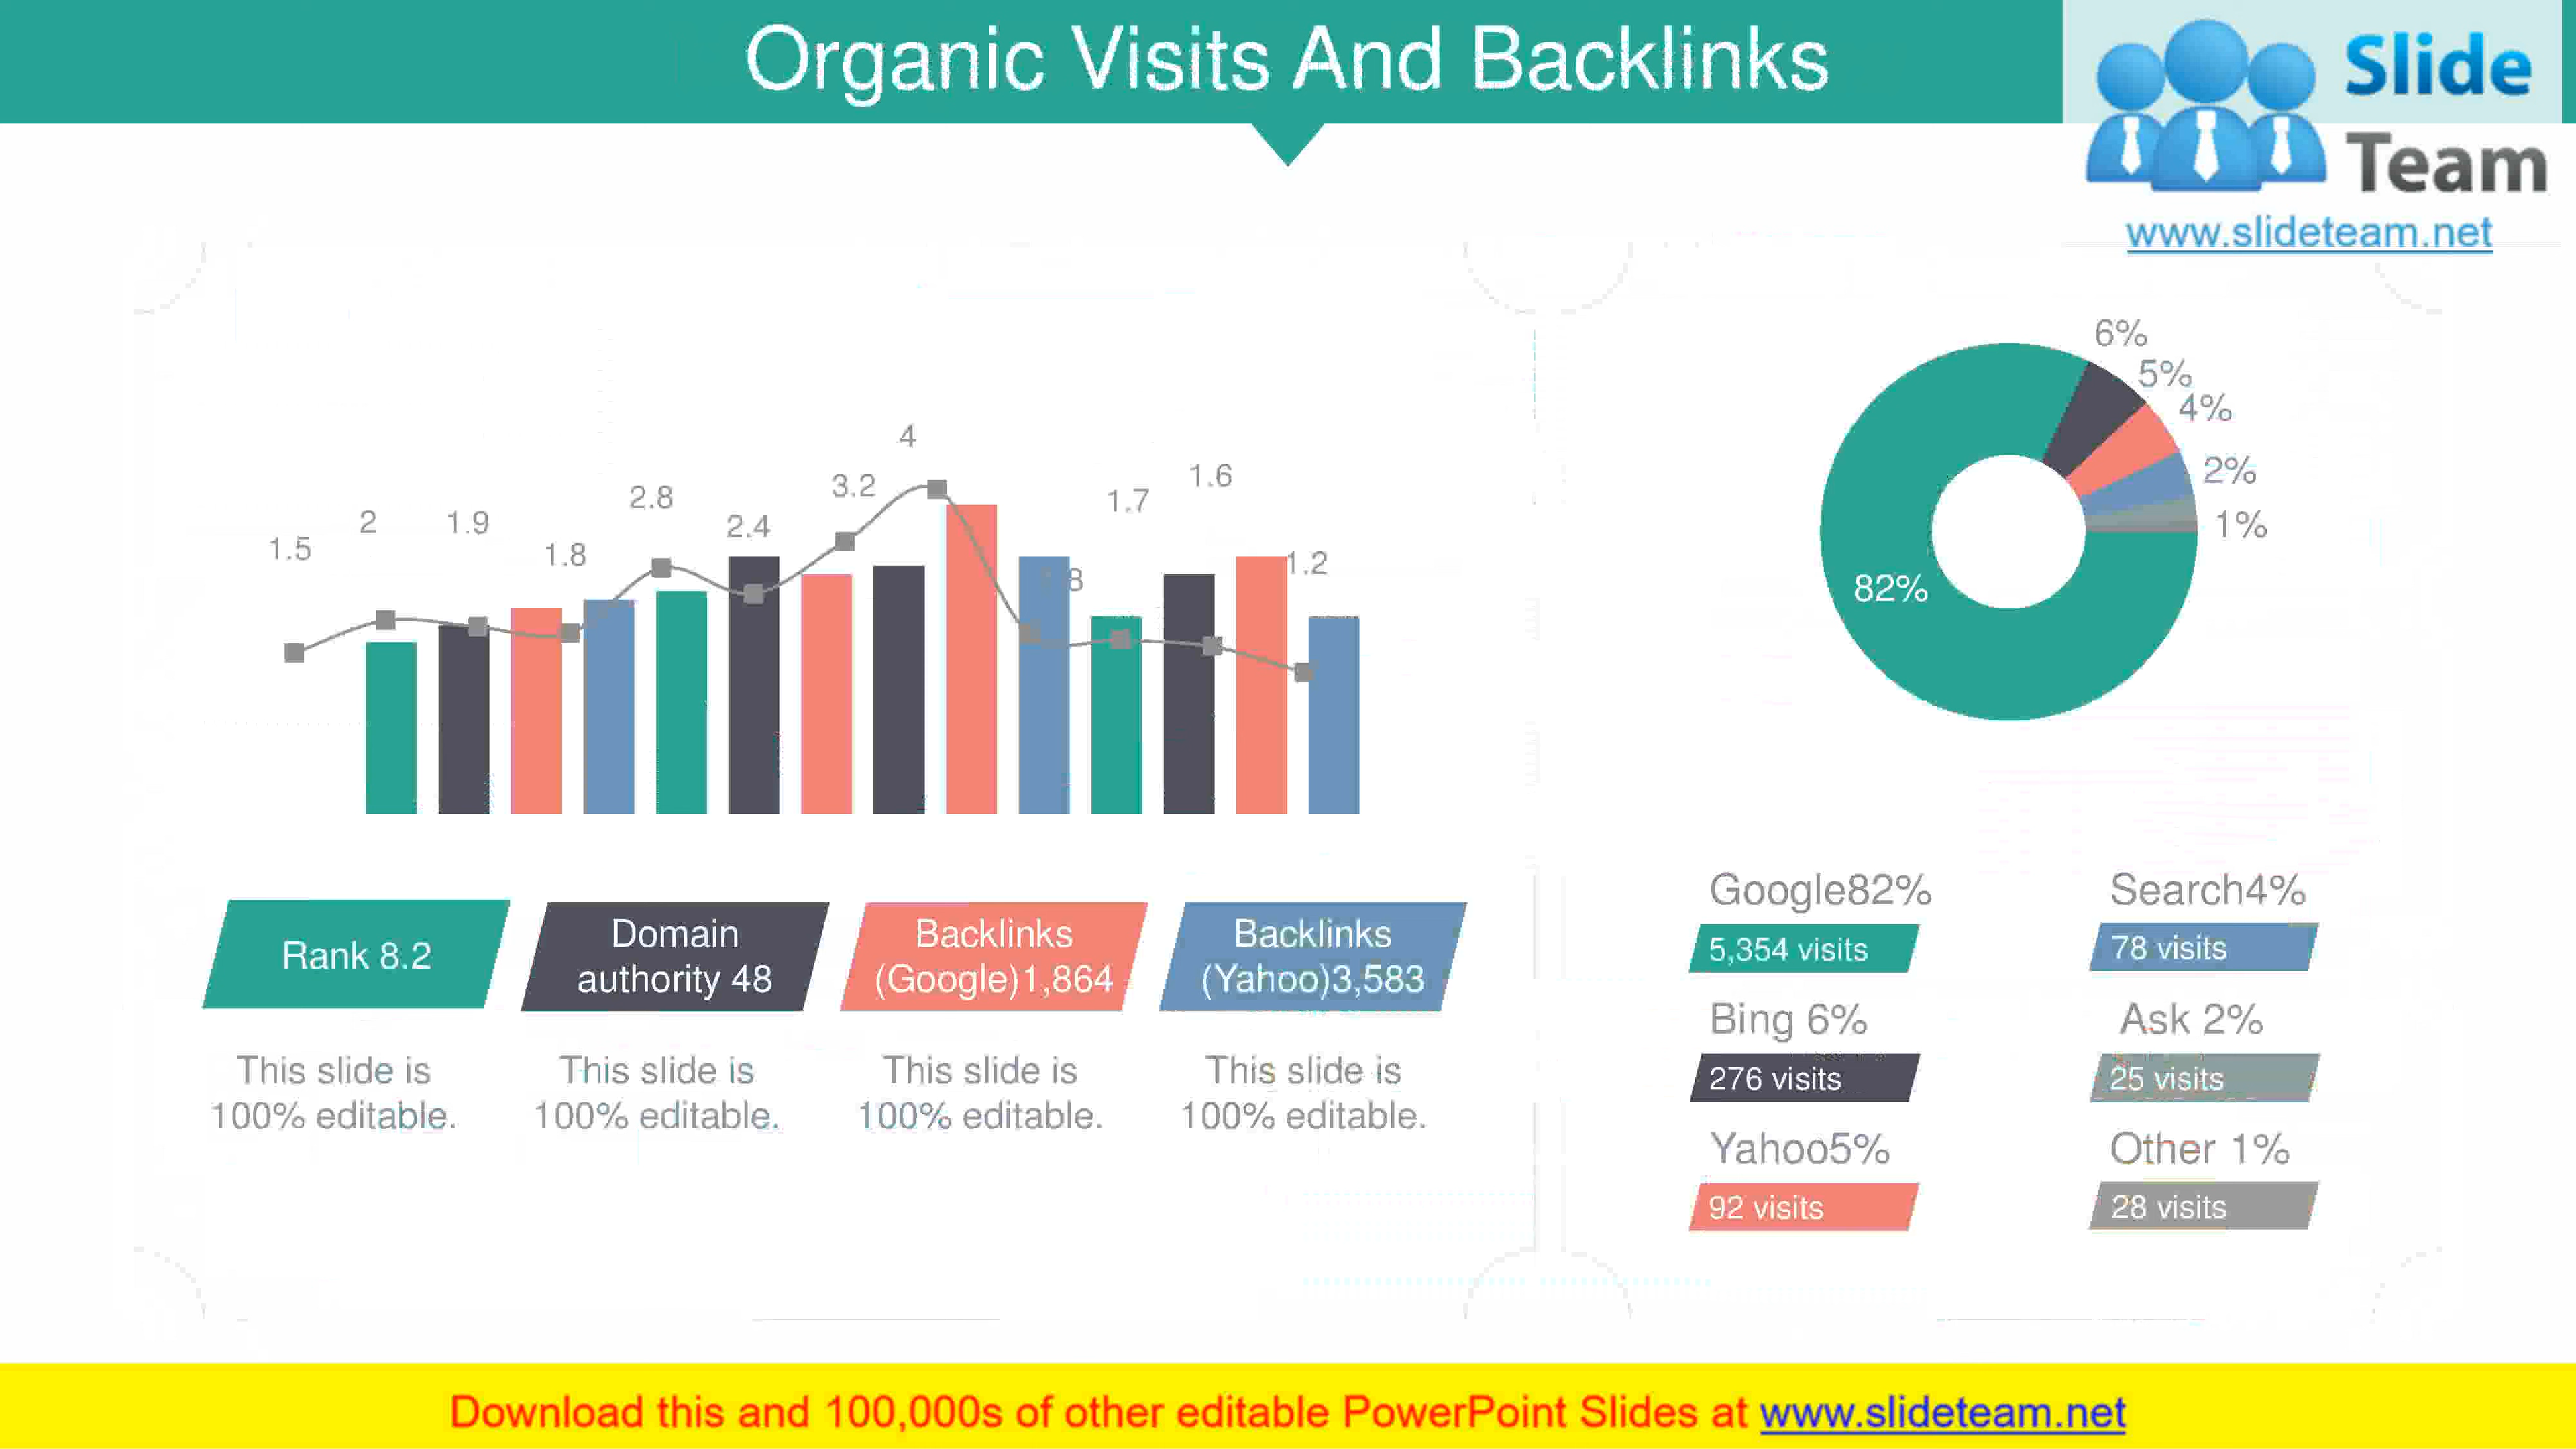 Organic Visits And Backlinks
Slide
Team
www.slideteam.net
1.5
2
1.9
1.8
2.8
2.4
3.2
4
8
1.7
1.6
1.2
6%
5%
4%
2%
1%
82%
Rank 8.2
Domain
authority 48
Backlinks
(Google)1,864
Backlinks
(Yahoo)3,583
This slide is
100% editable.
This slide is
100% editable.
This slide is
100% editable.
This slide is
100% editable.
Google82%
5,354 visits
Bing 6%
276 visits
Yahoo5%
92 visits
Search4%
78 visits
Ask 2%
25 visits
Other 1%
28 visits
Download this and 100,000s of other editable PowerPoint Slides at www.slideteam.net